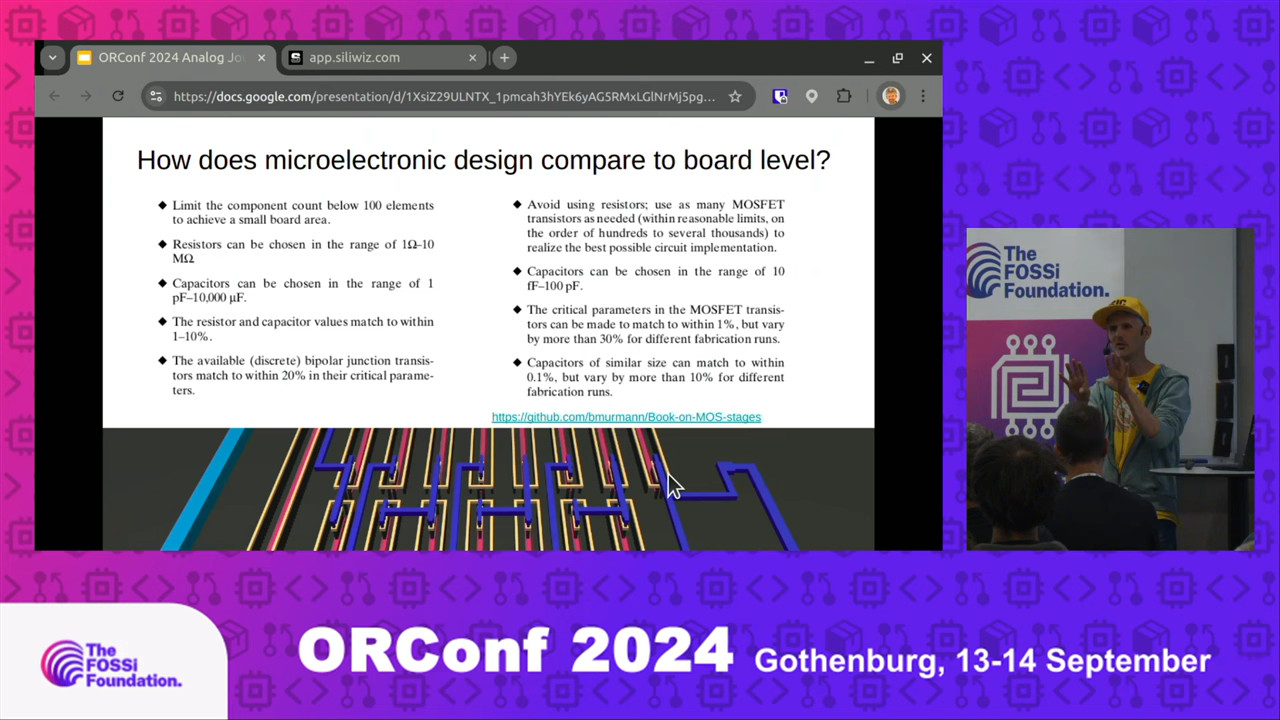 ORConf 2024 Analog Jo
app.siliwiz.com
https://docs.google.com/presentation/d/1XsiZ29ULNTX_1pmcah3hYEk6yAG5RMxLGlNrMj5pg...
How does microelectronic design compare to board level?
◆ Limit the component count below 100 elements
to achieve a small board area.
◆ Resistors can be chosen in the range of 1Ω–10
MΩ.
◆ Capacitors can be chosen in the range of 1
pF–10,000 µF.
◆ The resistor and capacitor values match to within
1–10%.
◆ The available (discrete) bipolar junction transis-
tors match to within 20% in their critical parame-
ters.
◆ Avoid using resistors; use as many MOSFET
transistors as needed (within reasonable limits, on
the order of hundreds to several thousands) to
realize the best possible circuit implementation.
◆ Capacitors can be chosen in the range of 10
fF–100 pF.
◆ The critical parameters in the MOSFET transis-
tors can be made to match to within 1%, but vary
by more than 30% for different fabrication runs.
◆ Capacitors of similar size can match to within
0.1%, but vary by more than 10% for different
fabrication runs.
https://github.com/bmurmann/Book-on-MOS-stages
The
FOSSi
Foundation.
The
FOSSi
Foundation.
ORConf 2024 Gothenburg, 13-14 September